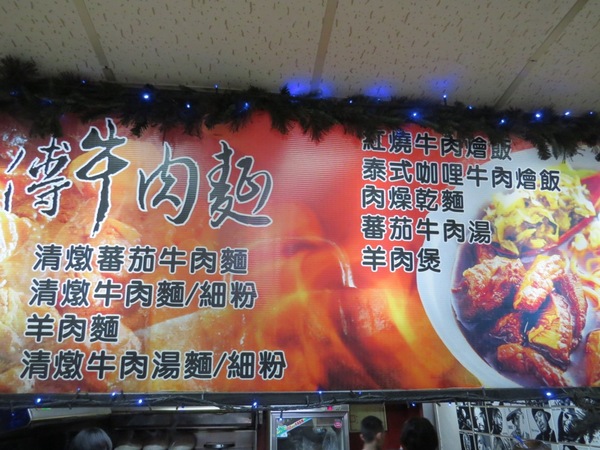 傅牛肉麵
清燉蕃茄牛肉麵
清燉牛肉麵/細粉
羊肉麵
清燉牛肉湯麵/細粉
紅燒牛肉燴飯
泰式咖哩牛肉燴飯
肉燥乾麵
蕃茄牛肉湯
羊肉煲